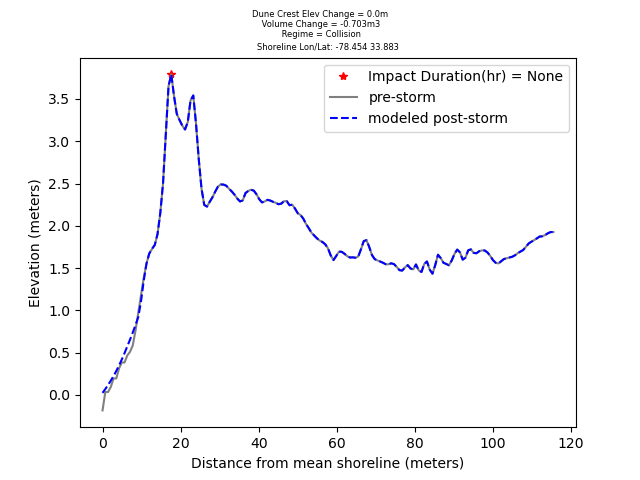 Dune Crest Elev Change = 0.0m
Volume Change = -0.703m3
Regime = Collision
Shoreline Lon/Lat: -78.454 33.883
Impact Duration(hr) = None
pre-storm
modeled post-storm
Elevation (meters)
3.5
3.0
2.5
2.0
1.5
1.0
0.5
0.0
0 20 40 60 80 100 120
Distance from mean shoreline (meters)